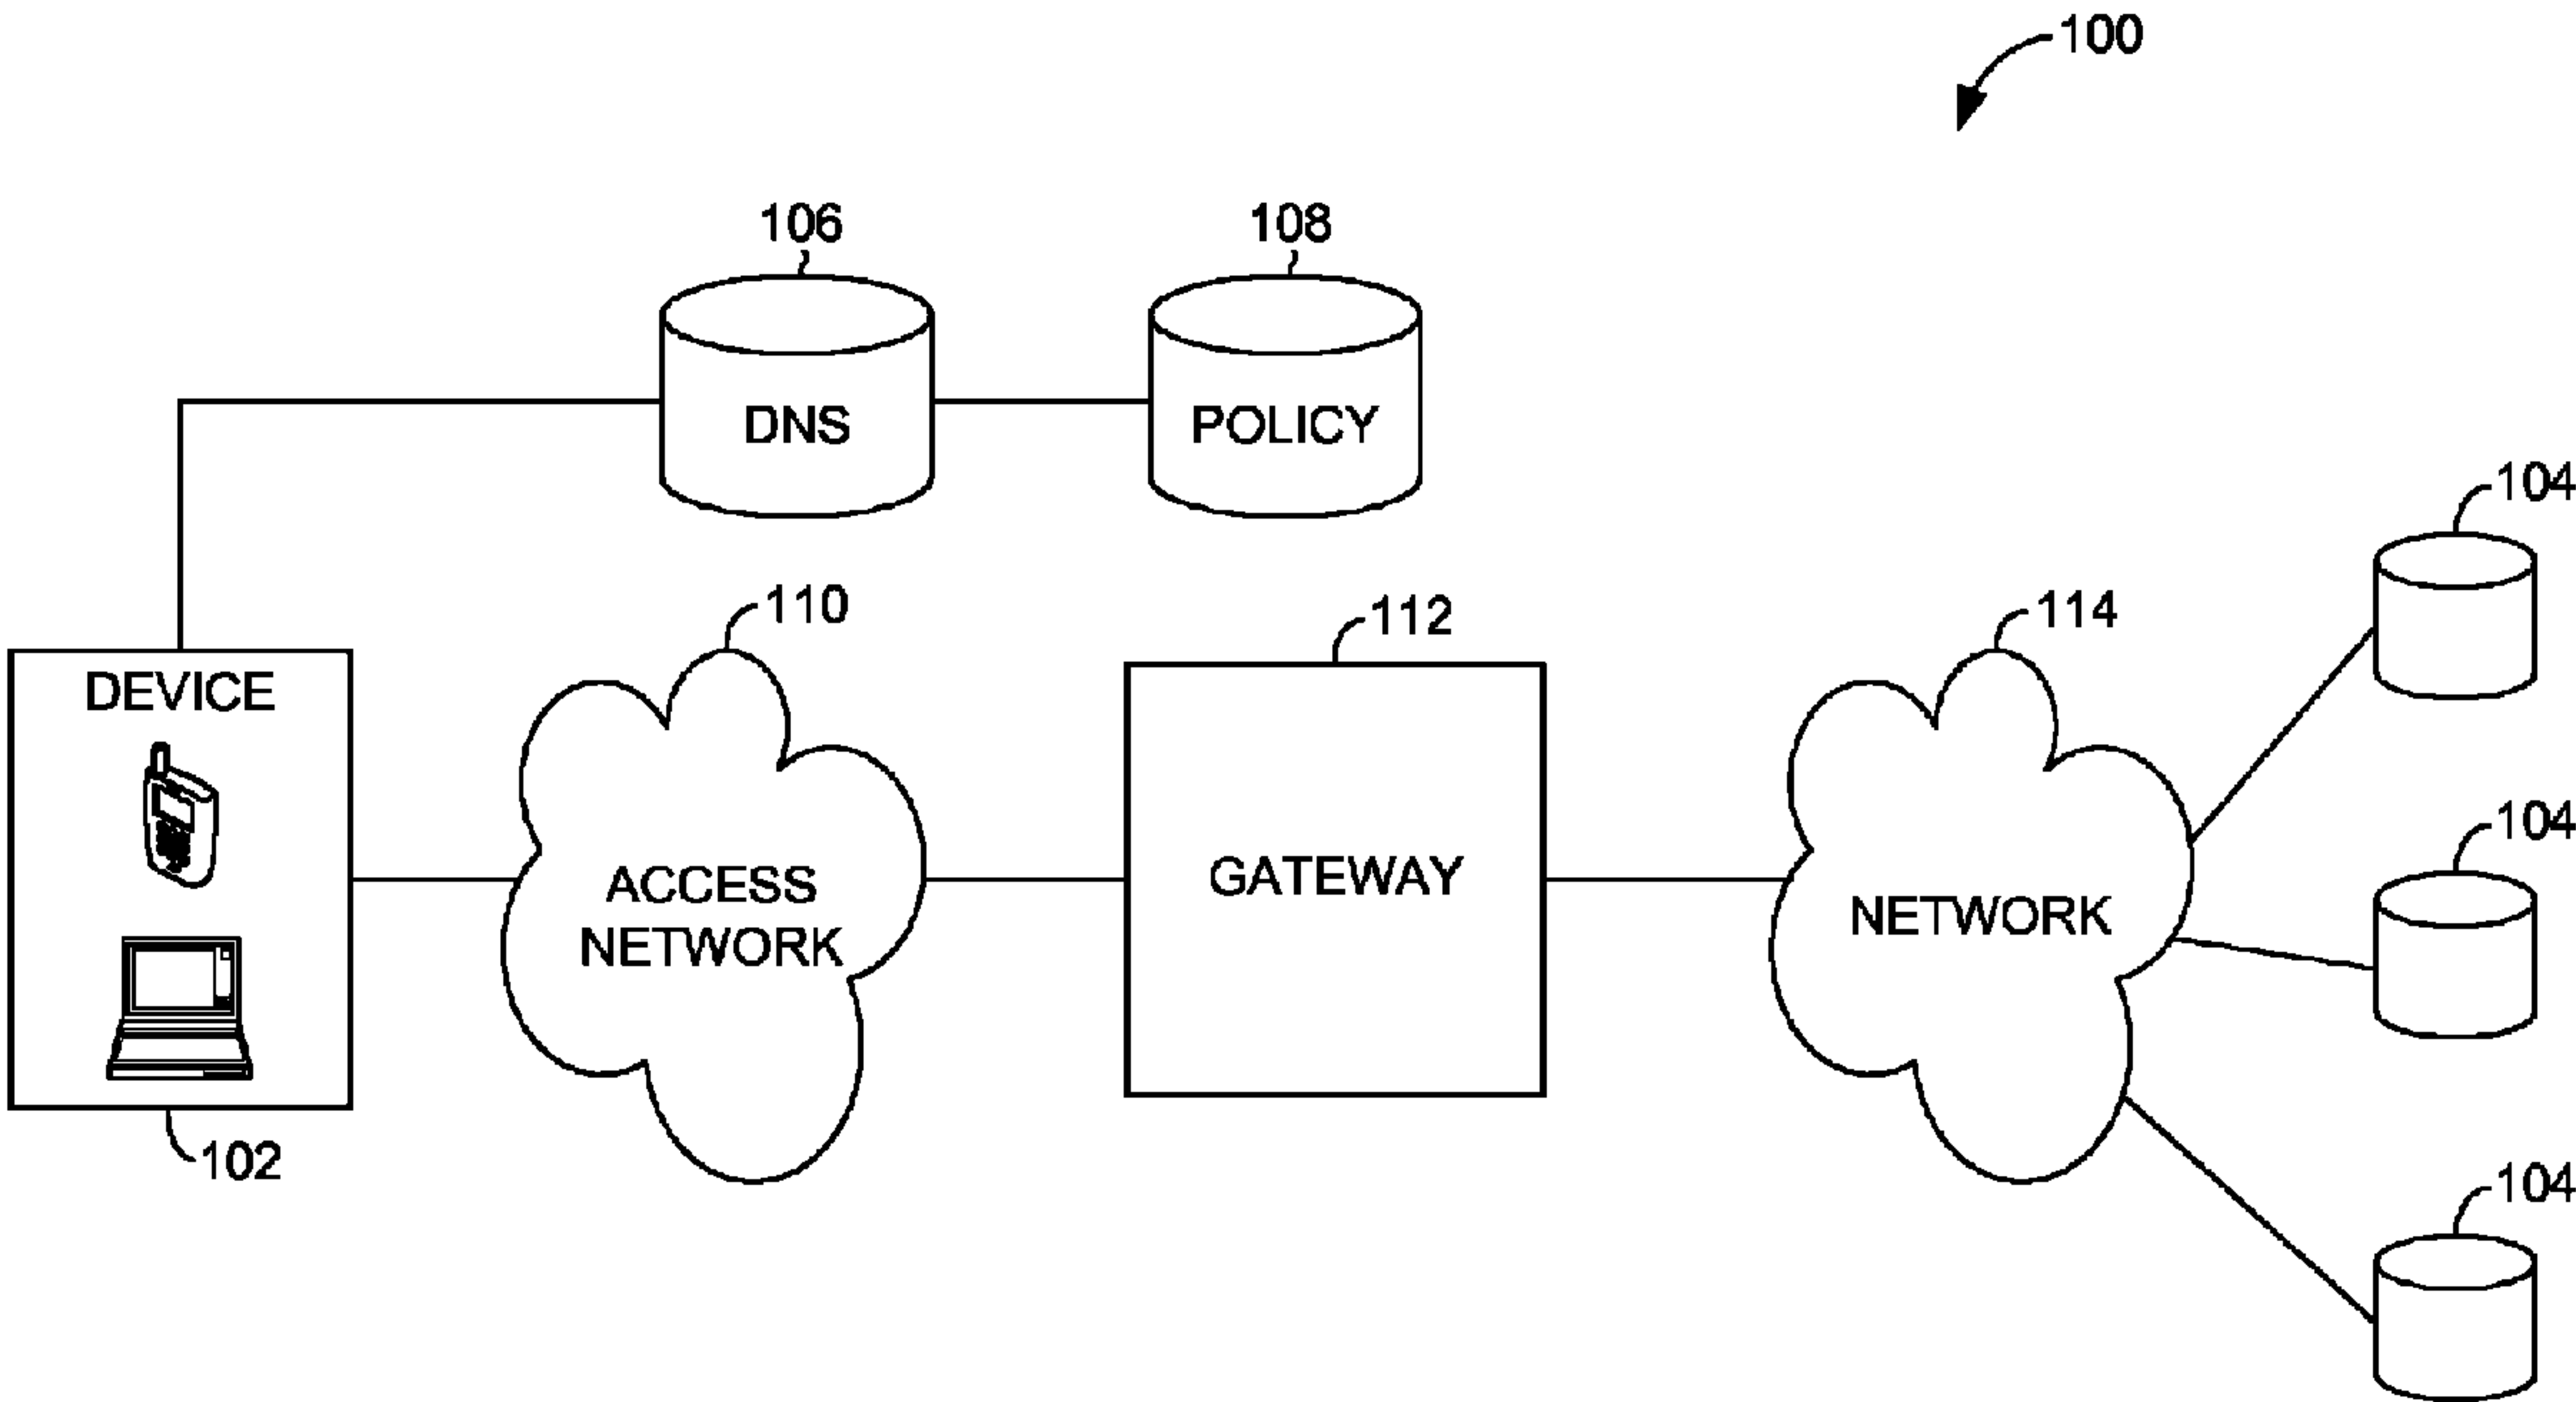 100
106
108
DNS
POLICY
104
110
112
114
DEVICE
104
ACCESS
NETWORK
GATEWAY
NETWORK
102
104